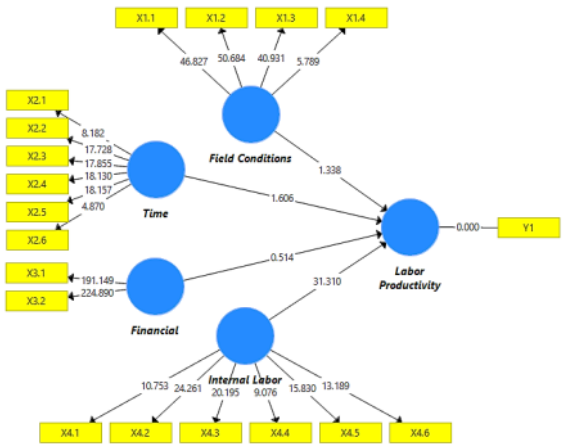 X1.1 X1.2 X1.3 X1.4
46.827 50.684 40.931 5.789
Field Conditions
X2.1
X2.2
X2.3
X2.4
X2.5
X2.6
8.182
17.728
17.855
18.130
18.157
4.870
Time
1.338
1.606
0.514
31.310
0.000
Y1
Labor
Productivity
X3.1
X3.2
191.149
224.890
Financial
Internal Labor
10.753 24.261 20.195 9.076 15.830 13.189
X4.1 X4.2 X4.3 X4.4 X4.5 X4.6